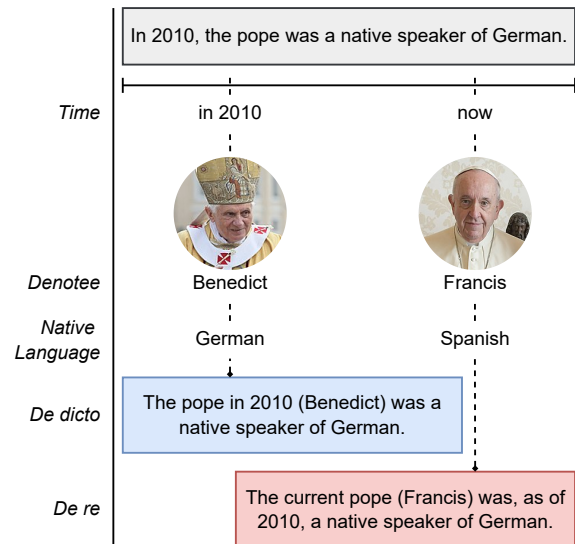 In 2010, the pope was a native speaker of German.
Time
in 2010
now
Denotee
Benedict
Francis
Native
Language
German
Spanish
De dicto
The pope in 2010 (Benedict) was a
native speaker of German.
De re
The current pope (Francis) was, as of
2010, a native speaker of German.